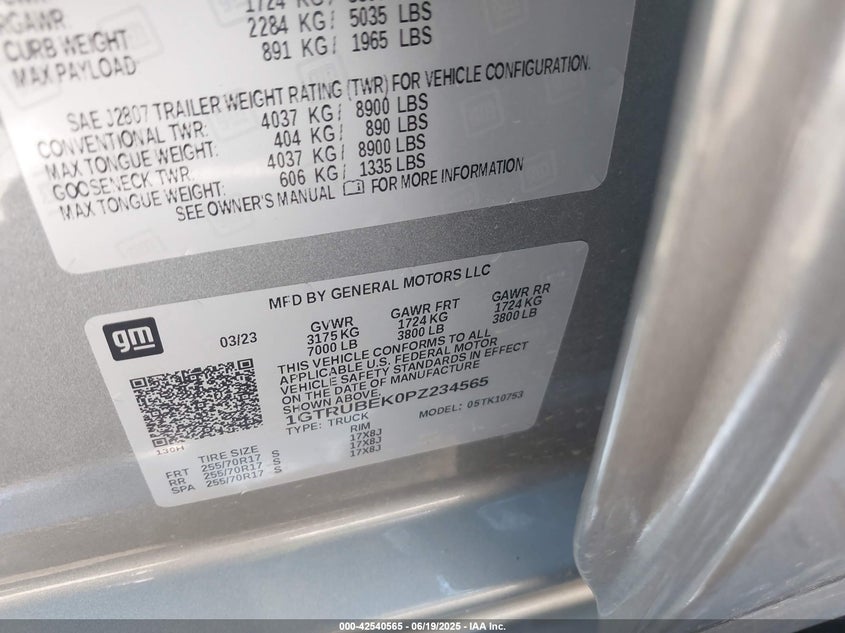 RGAWR: 1724 KG/
CURB WEIGHT 2284 KG/ 5035 LBS
MAX PAYLOAD 891 KG/ 1965 LBS
SAE J2807 TRAILER WEIGHT RATING (TWR) FOR VEHICLE CONFIGURATION.
CONVENTIONAL TWR: 4037 KG/ 8900 LBS
MAX TONGUE WEIGHT: 404 KG/ 890 LBS
GOOSENECK TWR: 4037 KG/ 8900 LBS
MAX TONGUE WEIGHT: 606 KG/ 1335 LBS
SEE OWNER'S MANUAL FOR MORE INFORMATION
gm
MFD BY GENERAL MOTORS LLC
03/23 GVWR GAWR FRT GAWR RR
3175 KG 1724 KG 1724 KG
7000 LB 3800 LB 3800 LB
THIS VEHICLE CONFORMS TO ALL
APPLICABLE U.S. FEDERAL MOTOR
VEHICLE SAFETY STANDARDS IN EFFECT
ON THE DATE OF MANUFACTURE
SHOWN ABOVE.
1GTRUBEK0PZ234565
TYPE: TRUCK MODEL: 05TK10753
TIRE SIZE RIM
FRT 255/70R17 S 17X8J
RR 255/70R17 S 17X8J
SPA 255/70R17 S 17X8J
000-42540565 - 06/19/2025 - IAA Inc.